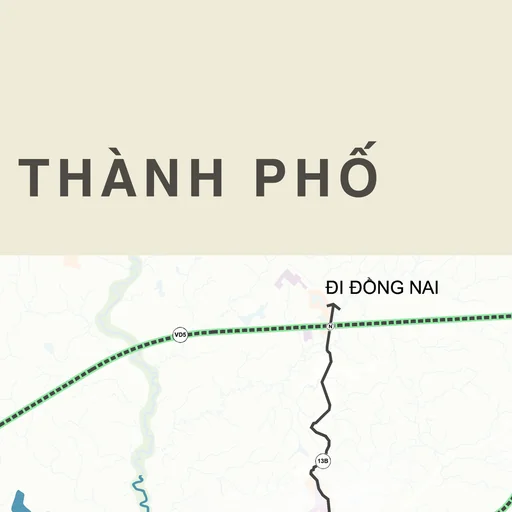 THÀNH PHỐ
ĐI ĐỒNG NAI
VD5
N
13B